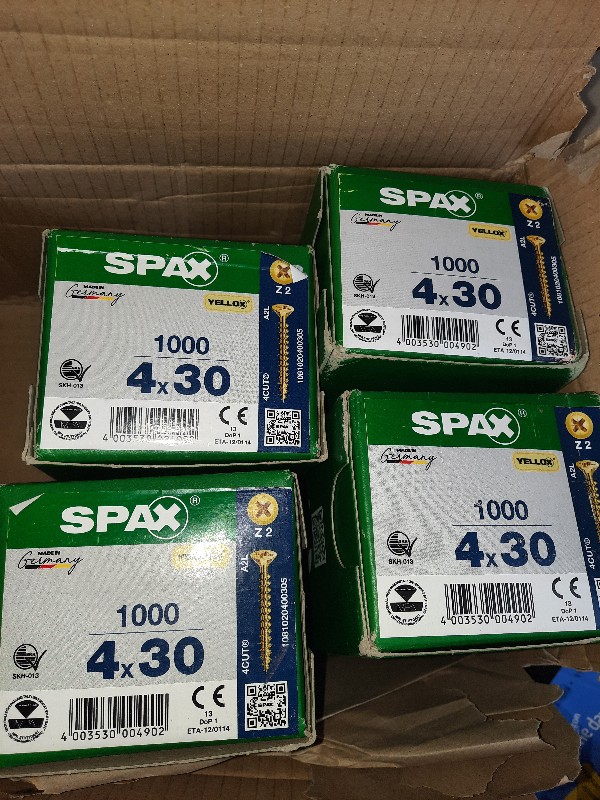 SPAX®
MADE IN
Germany
YELLOX®
Z 2
1000
4x30
SKH-013
A2L
4CUT®
1081020400305
4 003530 004902
CE
13
DoP 1
ETA-12/0114
SPAX®
MADE IN
Germany
YELLOX®
Z 2
1000
4x30
SKH-013
A2L
4CUT®
1081020400305
4 003530 004902
CE
13
DoP 1
ETA-12/0114
SPAX®
MADE IN
Germany
Z 2
1000
4x30
SKH-013
A2L
4CUT®
1081020400305
4 003530 004902
CE
13
DoP 1
ETA-12/0114
SPAX®
MADE IN
Germany
YELLOX®
Z 2
1000
4x30
SKH-013
A2L
4CUT®
4 003530 004902
CE
13
DoP 1
ETA-12/0114